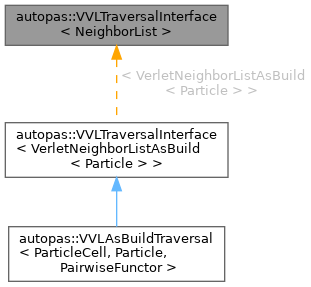 autopas::VVLTraversalInterface
< NeighborList >
< VerletNeighborListAsBuild
< Particle > >
autopas::VVLTraversalInterface
< VerletNeighborListAsBuild
< Particle > >
autopas::VVLAsBuildTraversal
< ParticleCell, Particle,
PairwiseFunctor >